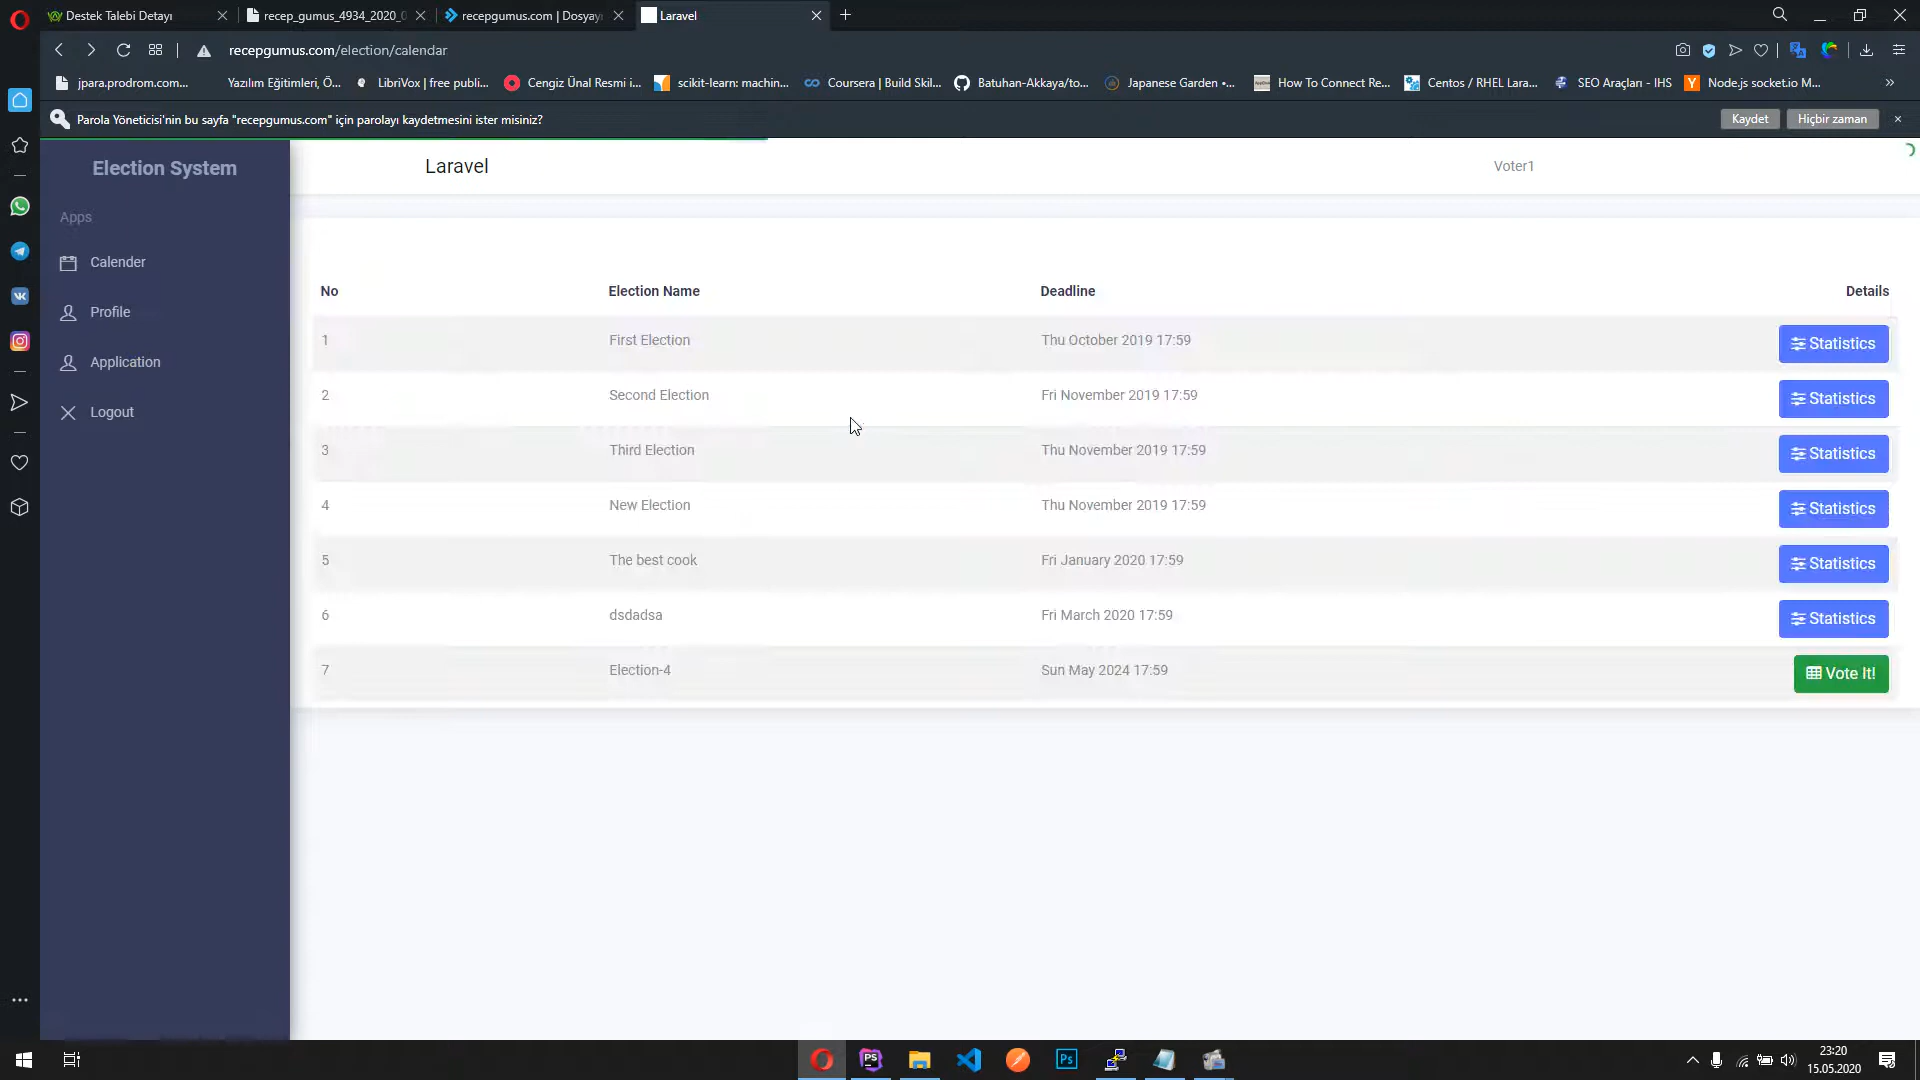 Destek Talebi Detayı
recep_gumus_4934_2020_0
recepgumus.com | Dosya
Laravel
recepgumus.com/election/calendar
jpara.prodrom.com...
Yazılım Eğitimleri, Ö...
LibriVox | free publi...
Cengiz Ünal Resmi i...
scikit-learn: machin...
Coursera | Build Skil...
Batuhan-Akkaya/to...
Japanese Garden •...
How To Connect Re...
Centos / RHEL Lara...
SEO Araçları - IHS
Node.js socket.io M...
Parola Yöneticisi'nin bu sayfa "recepgumus.com" için parolayı kaydetmesini ister misiniz?
Kaydet
Hiçbir zaman
Election System
Laravel
Voter1
Apps
Calender
Profile
Application
Logout
No Election Name Deadline Details
1 First Election Thu October 2019 17:59 Statistics
2 Second Election Fri November 2019 17:59 Statistics
3 Third Election Thu November 2019 17:59 Statistics
4 New Election Thu November 2019 17:59 Statistics
5 The best cook Fri January 2020 17:59 Statistics
6 dsdadsa Fri March 2020 17:59 Statistics
7 Election-4 Sun May 2024 17:59 Vote It!
23:20
15.05.2020